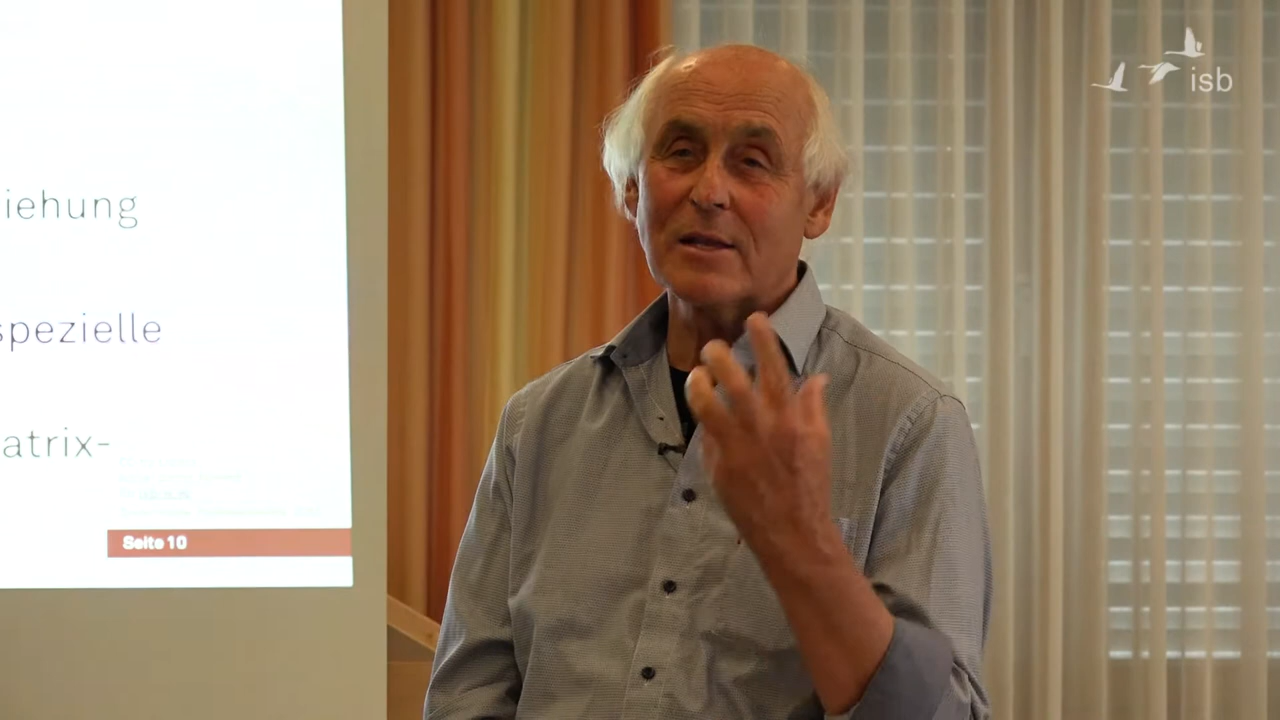 iehung
spezielle
atrix-
Seite 10
isb